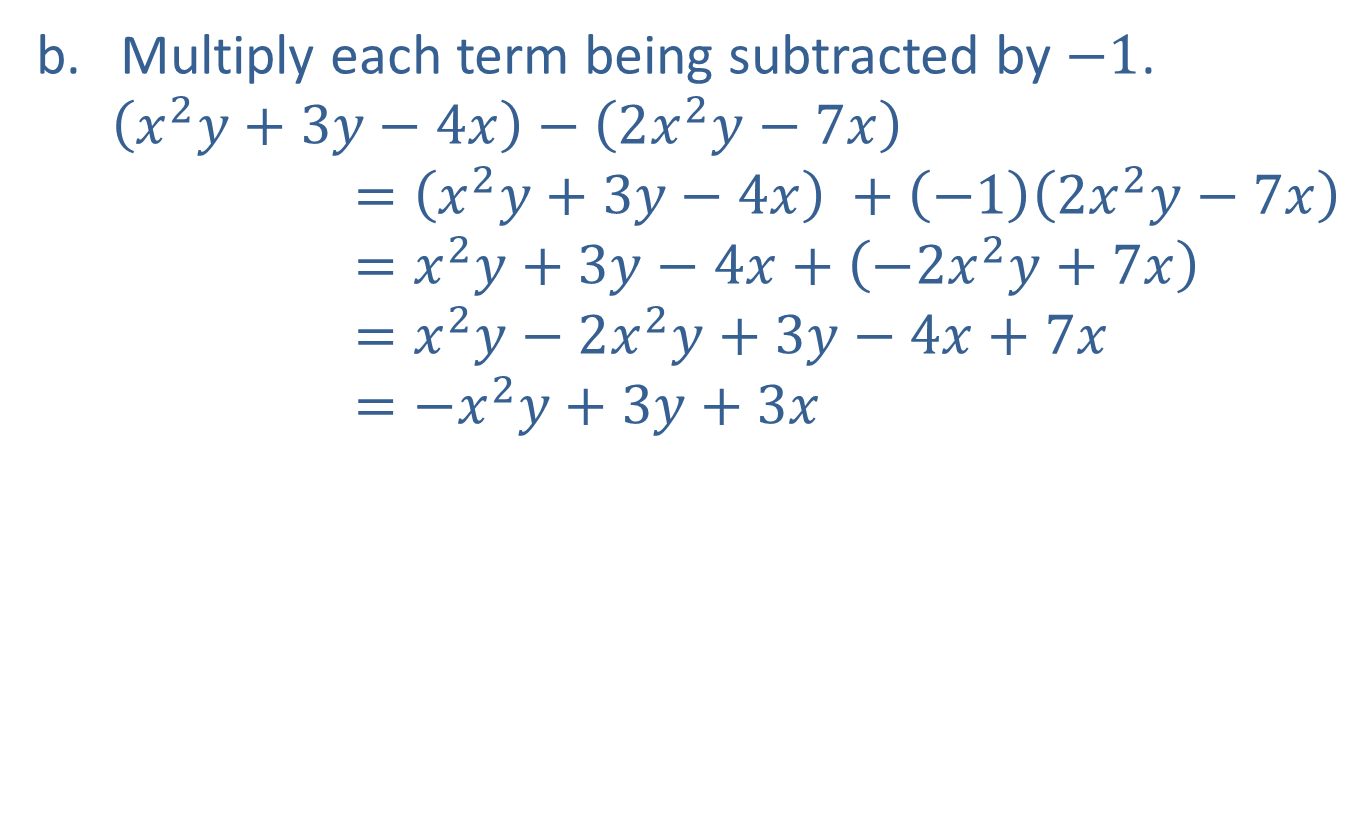 b. Multiply each term being subtracted by −1.
(x²y + 3y − 4x) − (2x²y − 7x)
= (x²y + 3y − 4x) + (−1)(2x²y − 7x)
= x²y + 3y − 4x + (−2x²y + 7x)
= x²y − 2x²y + 3y − 4x + 7x
= −x²y + 3y + 3x